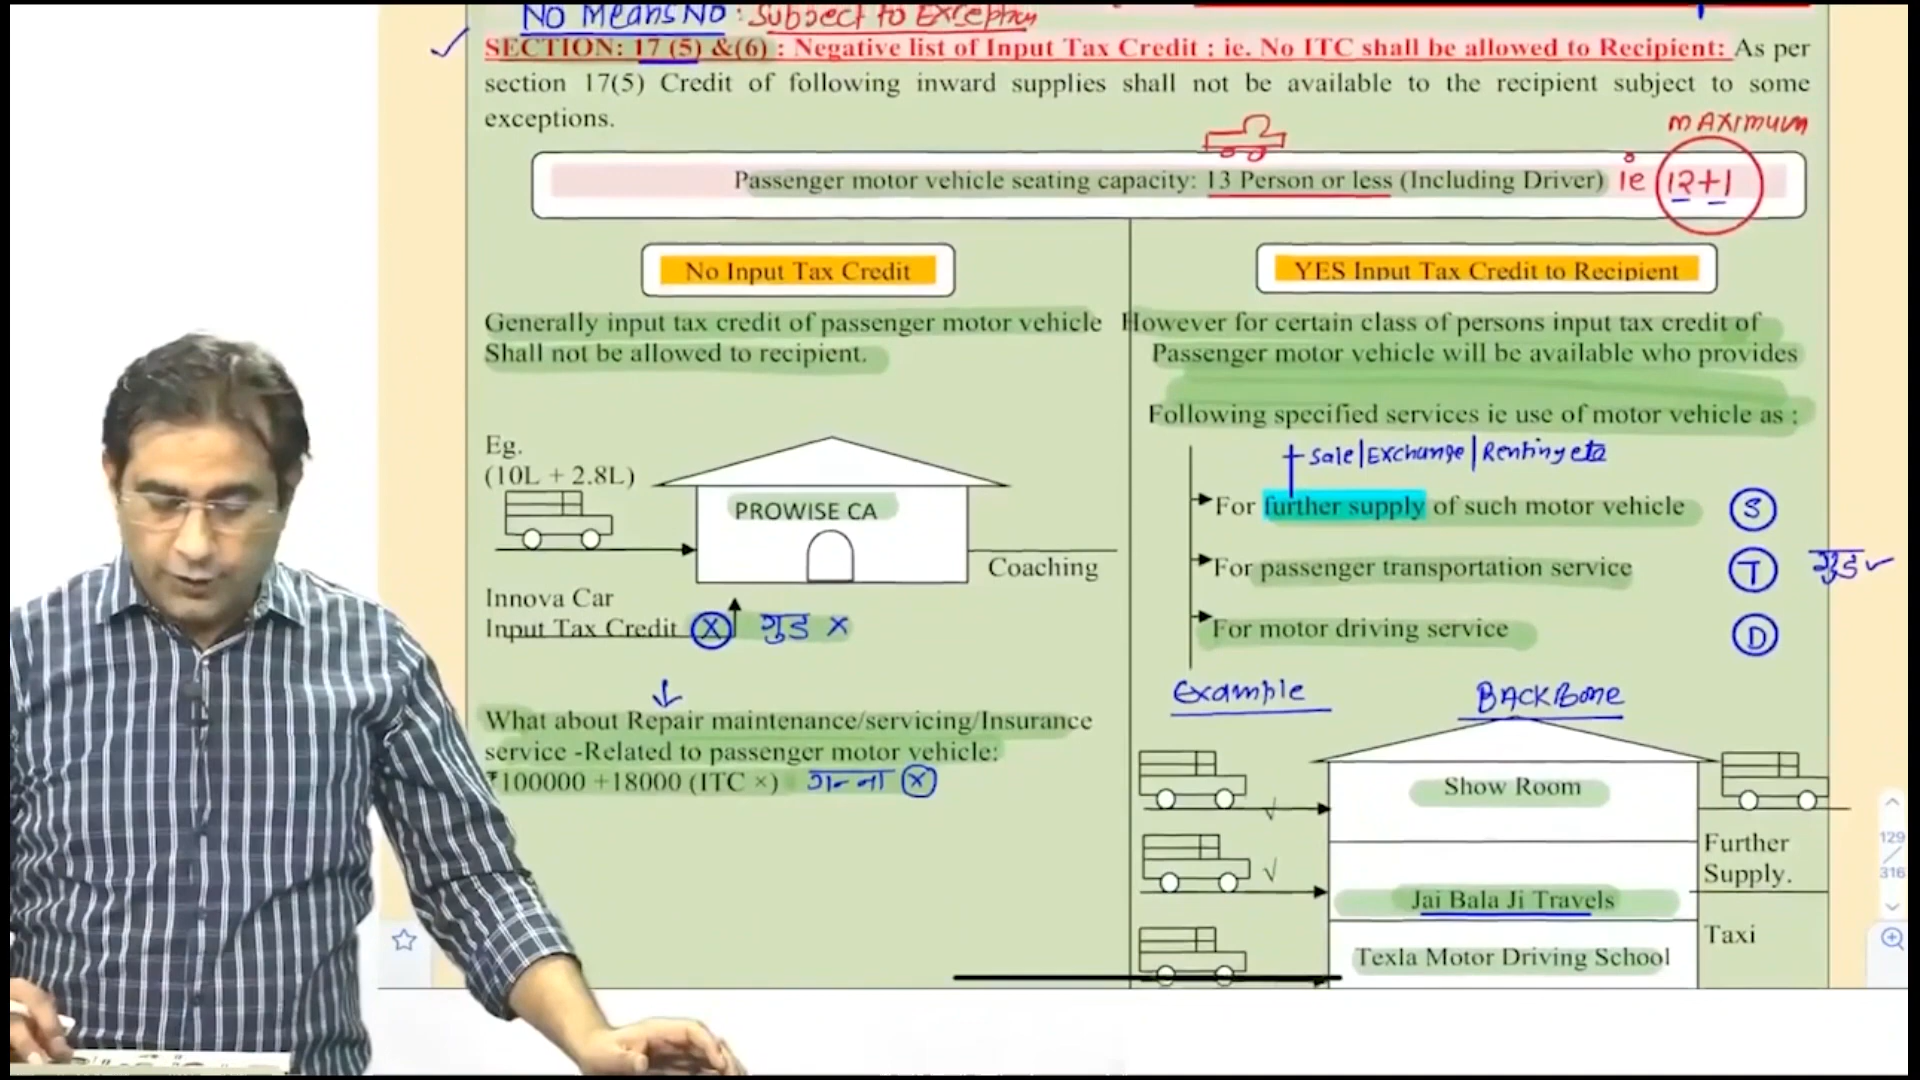 NO MEANS NO : Subject to Exception
SECTION: 17 (5) &(6) : Negative list of Input Tax Credit : ie. No ITC shall be allowed to Recipient: As per
section 17(5) Credit of following inward supplies shall not be available to the recipient subject to some
exceptions.
MAXIMUM
Passenger motor vehicle seating capacity: 13 Person or less (Including Driver) ie 12+1
No Input Tax Credit
Generally input tax credit of passenger motor vehicle
Shall not be allowed to recipient.
Eg.
(10L + 2.8L)
PROWISE CA
Coaching
Innova Car
Input Tax Credit X गुड ×
What about Repair maintenance/servicing/Insurance
service -Related to passenger motor vehicle:
₹100000 +18000 (ITC ×) गन्ना X
YES Input Tax Credit to Recipient
However for certain class of persons input tax credit of
Passenger motor vehicle will be available who provides
Following specified services ie use of motor vehicle as :
Sale|Exchange|Renting etc
For further supply of such motor vehicle S
For passenger transportation service T गुड ✓
For motor driving service D
Example BACKBONE
Show Room
Further
Supply.
Jai Bala Ji Travels
Taxi
Texla Motor Driving School
129
/
316